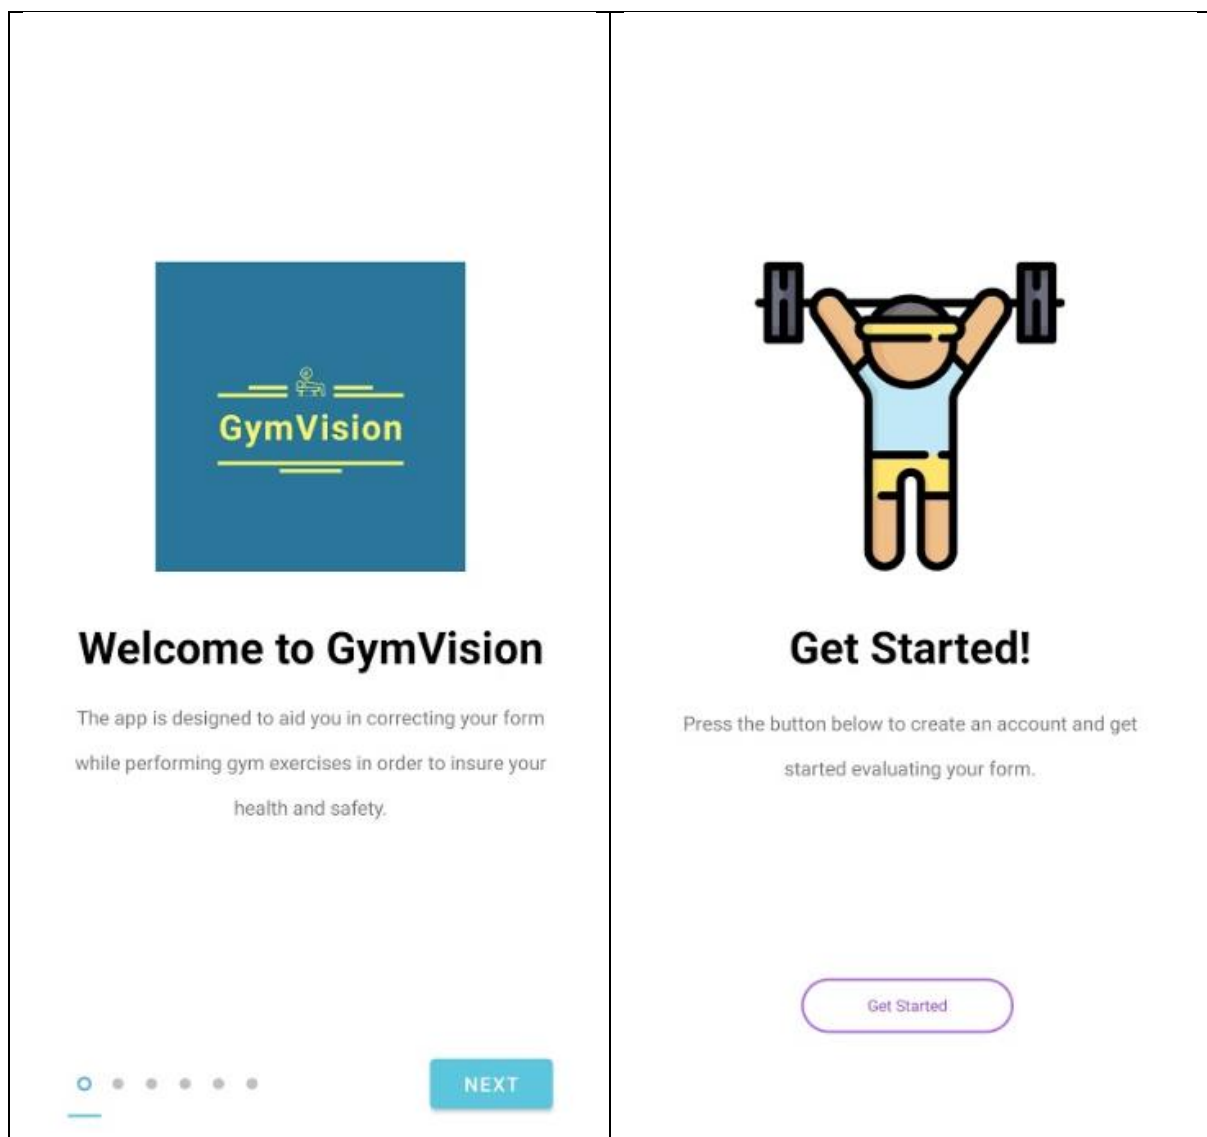 GymVision
Welcome to GymVision
The app is designed to aid you in correcting your form
while performing gym exercises in order to insure your
health and safety.
NEXT
Get Started!
Press the button below to create an account and get
started evaluating your form.
Get Started